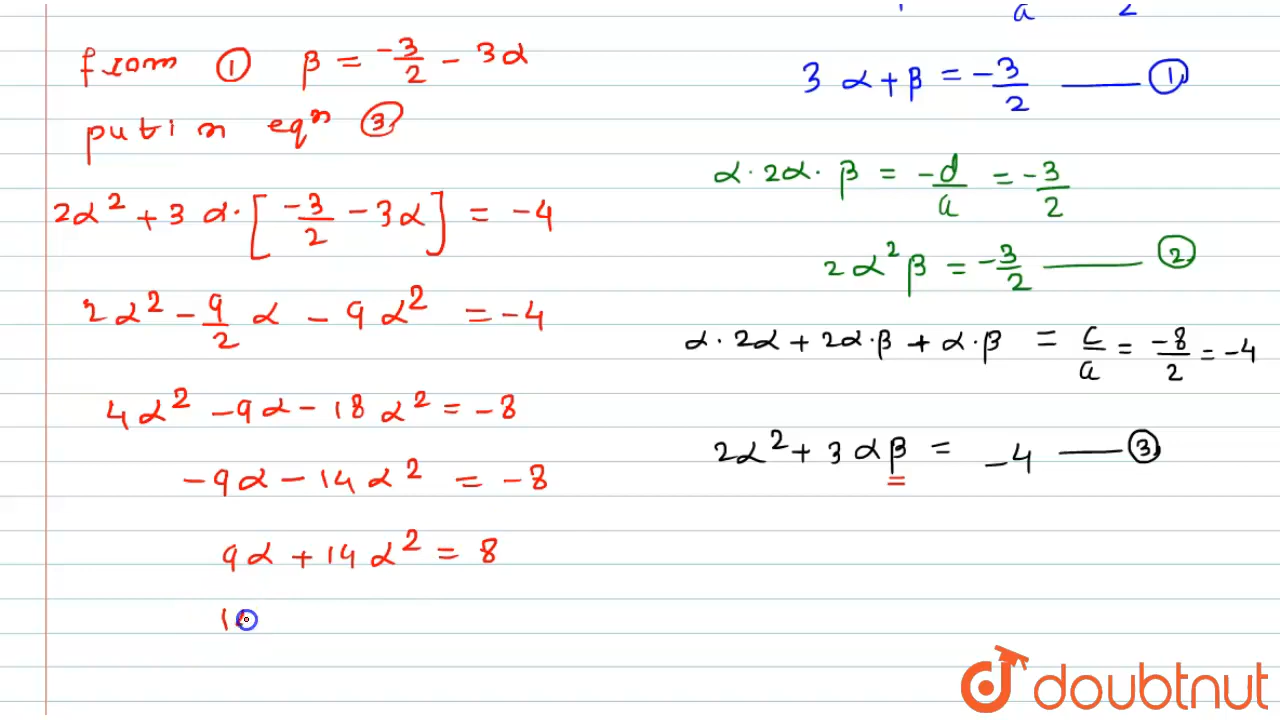 from ① β = -3/2 - 3α
put in eqⁿ ③
2α² + 3α·[-3/2 - 3α] = -4
2α² - 9/2 α - 9α² = -4
4α² - 9α - 18α² = -8
-9α - 14α² = -8
9α + 14α² = 8
3α + β = -3/2 —— ①
α·2α·β = -d/a = -3/2
2α²β = -3/2 —— ②
α·2α + 2α·β + α·β = c/a = -8/2 = -4
2α² + 3αβ = -4 —— ③
doubtnut